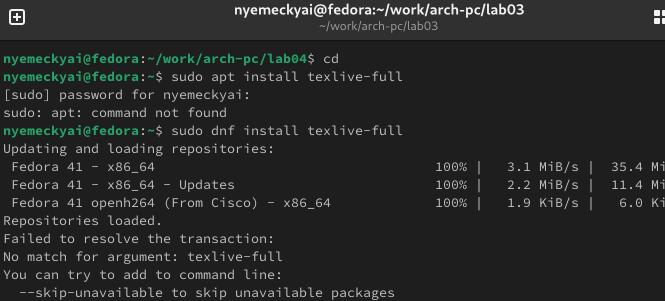 nyemeckyai@fedora:~/work/arch-pc/lab03
~/work/arch-pc/lab03
nyemeckyai@fedora:~/work/arch-pc/lab04$ cd
nyemeckyai@fedora:~$ sudo apt install texlive-full
[sudo] password for nyemeckyai:
sudo: apt: command not found
nyemeckyai@fedora:~$ sudo dnf install texlive-full
Updating and loading repositories:
 Fedora 41 - x86_64                                 100% |   3.1 MiB/s |  35.4 Mi
 Fedora 41 - x86_64 - Updates                       100% |   2.2 MiB/s |  11.4 Mi
 Fedora 41 openh264 (From Cisco) - x86_64           100% |   1.9 KiB/s |   6.0 Ki
Repositories loaded.
Failed to resolve the transaction:
No match for argument: texlive-full
You can try to add to command line:
  --skip-unavailable to skip unavailable packages